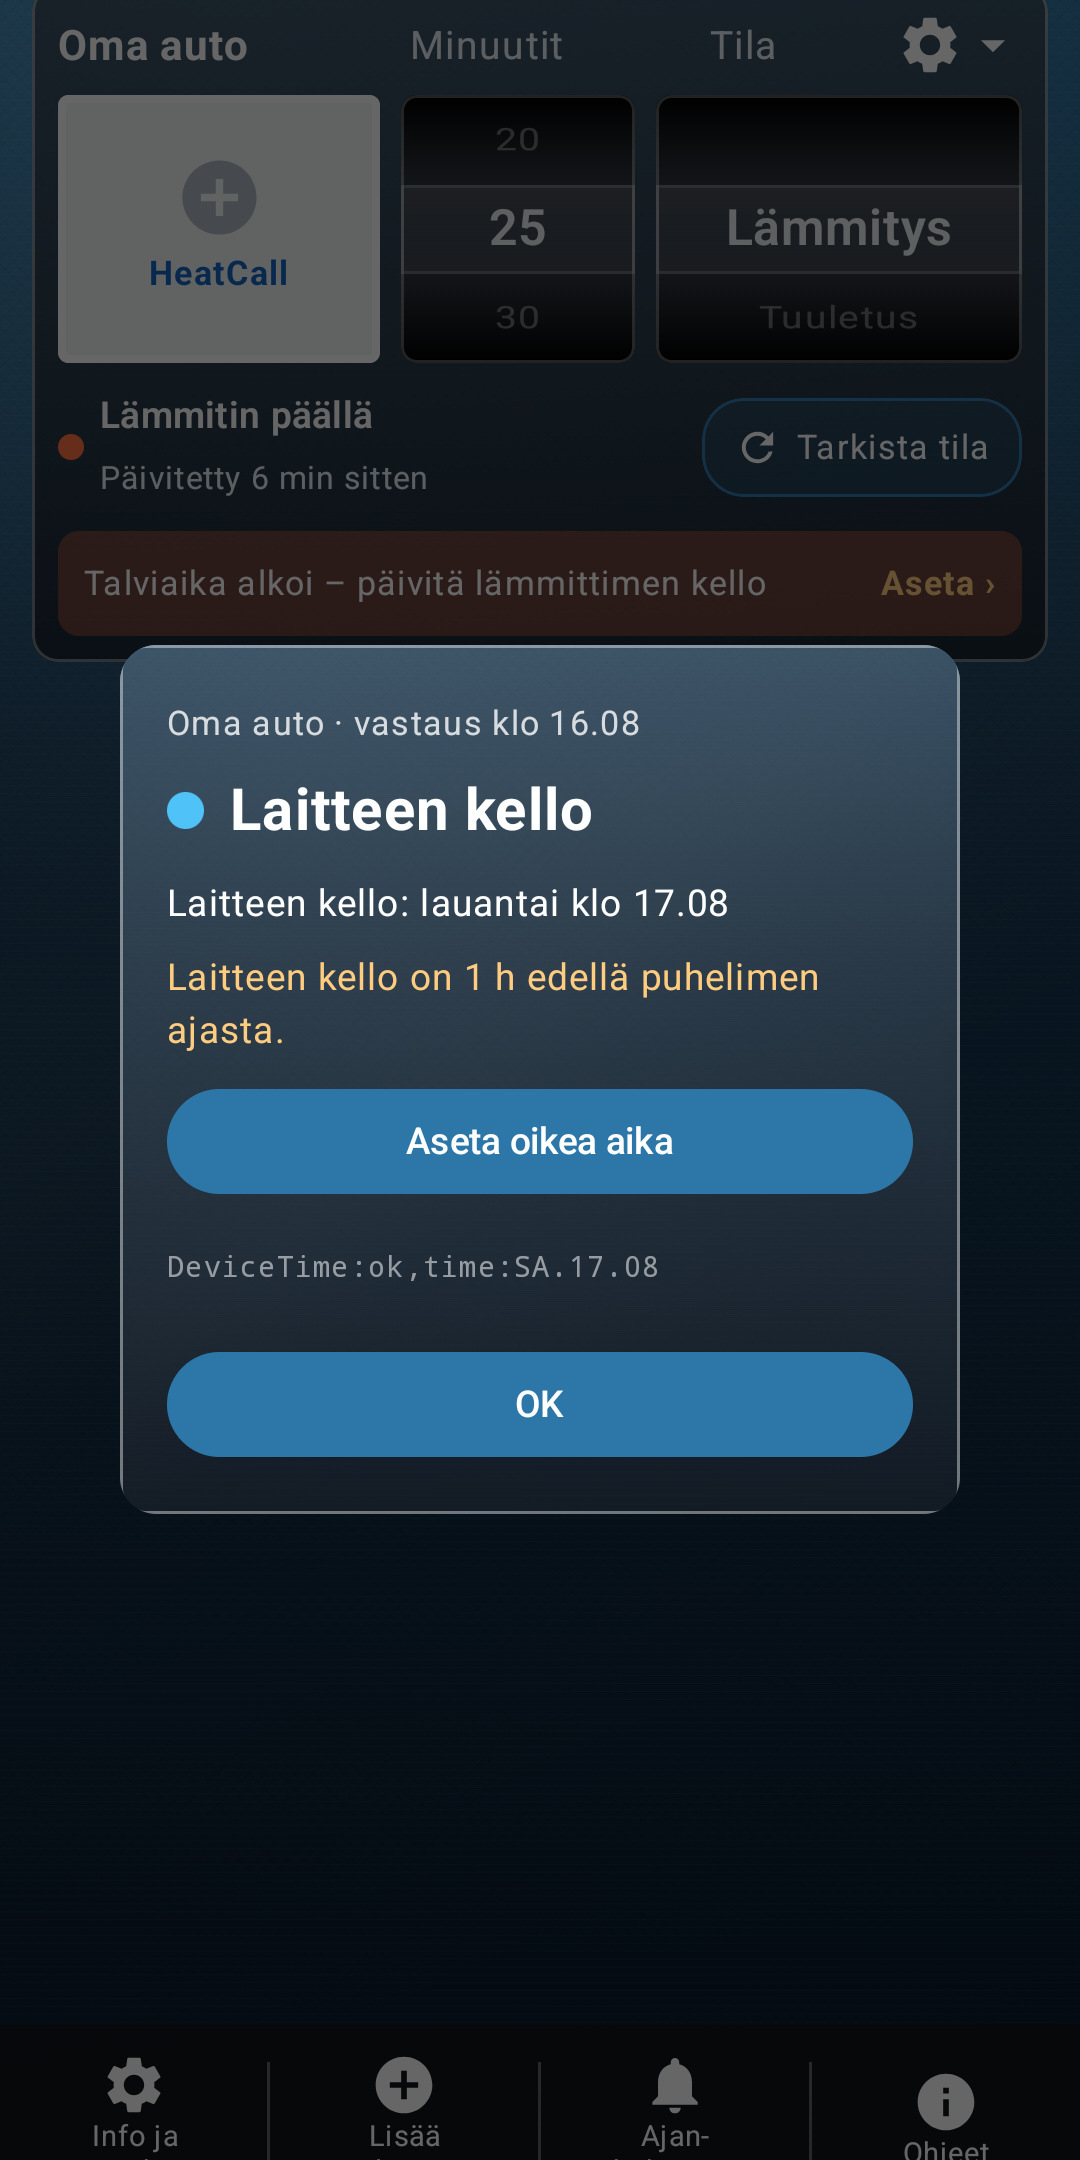 Oma auto
Minuutit
Tila
HeatCall
20
25
30
Lämmitys
Tuuletus
Lämmitin päällä
Päivitetty 6 min sitten
Tarkista tila
Talviaika alkoi – päivitä lämmittimen kello
Aseta ›
Oma auto · vastaus klo 16.08
Laitteen kello
Laitteen kello: lauantai klo 17.08
Laitteen kello on 1 h edellä puhelimen
ajasta.
Aseta oikea aika
DeviceTime:ok,time:SA.17.08
OK
Info ja
Lisää
Ajan-
Ohjeet